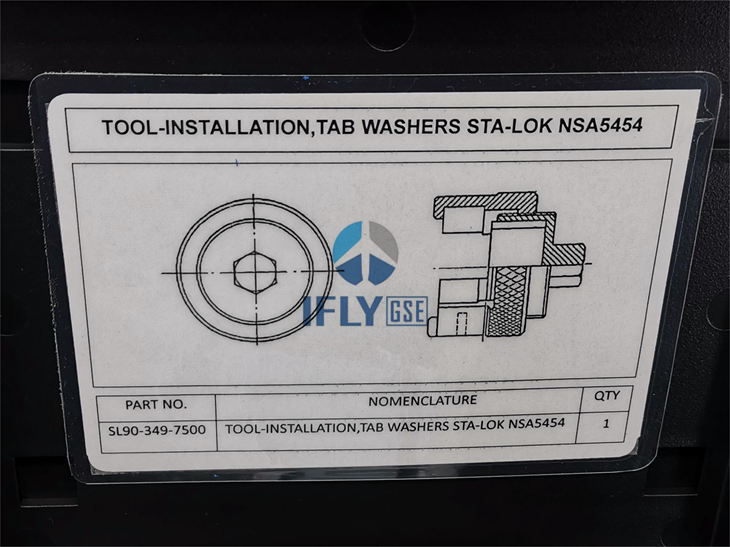 TOOL-INSTALLATION,TAB WASHERS STA-LOK NSA5454
IFLY GSE
PART NO. NOMENCLATURE QTY
SL90-349-7500 TOOL-INSTALLATION,TAB WASHERS STA-LOK NSA5454 1